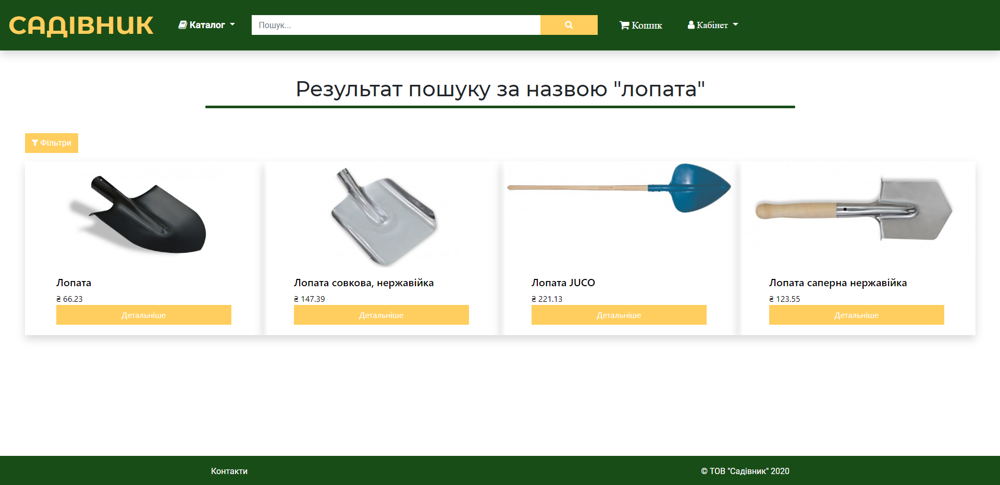 САДІВНИК
Каталог
Пошук...
Кошик
Кабінет
Результат пошуку за назвою "лопата"
Фільтри
Лопата
₴ 66.23
Детальніше
Лопата совкова, нержавійка
₴ 147.39
Детальніше
Лопата JUCO
₴ 221.13
Детальніше
Лопата саперна нержавійка
₴ 123.55
Детальніше
Контакти
© ТОВ "Садівник" 2020